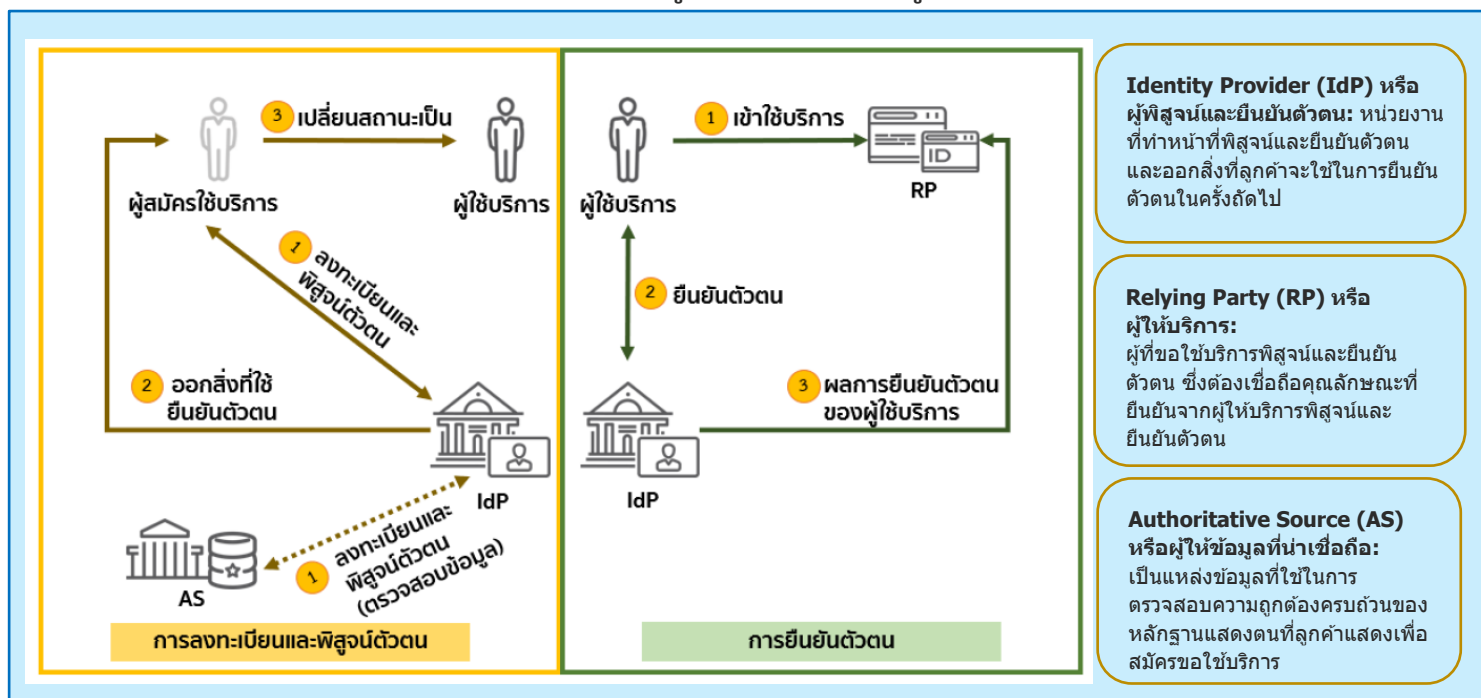 3 เปลี่ยนสถานะเป็น
ผู้สมัครใช้บริการ
ผู้ใช้บริการ
1 ลงทะเบียนและ
พิสูจน์ตัวตน
2 ออกสิ่งที่ใช้
ยืนยันตัวตน
IdP
AS
1 ลงทะเบียนและ
พิสูจน์ตัวตน
(ตรวจสอบข้อมูล)
การลงทะเบียนและพิสูจน์ตัวตน
1 เข้าใช้บริการ
ID
ผู้ใช้บริการ
RP
2 ยืนยันตัวตน
3 ผลการยืนยันตัวตน
ของผู้ใช้บริการ
IdP
การยืนยันตัวตน
Identity Provider (IdP) หรือ
ผู้พิสูจน์และยืนยันตัวตน: หน่วยงาน
ที่ทำหน้าที่พิสูจน์และยืนยันตัวตน
และออกสิ่งที่ลูกค้าจะใช้ในการยืนยัน
ตัวตนในครั้งถัดไป
Relying Party (RP) หรือ
ผู้ให้บริการ:
ผู้ที่ขอใช้บริการพิสูจน์และยืนยัน
ตัวตน ซึ่งต้องเชื่อถือคุณลักษณะที่
ยืนยันจากผู้ให้บริการพิสูจน์และ
ยืนยันตัวตน
Authoritative Source (AS)
หรือผู้ให้ข้อมูลที่น่าเชื่อถือ:
เป็นแหล่งข้อมูลที่ใช้ในการ
ตรวจสอบความถูกต้องครบถ้วนของ
หลักฐานแสดงตนที่ลูกค้าแสดงเพื่อ
สมัครขอใช้บริการ